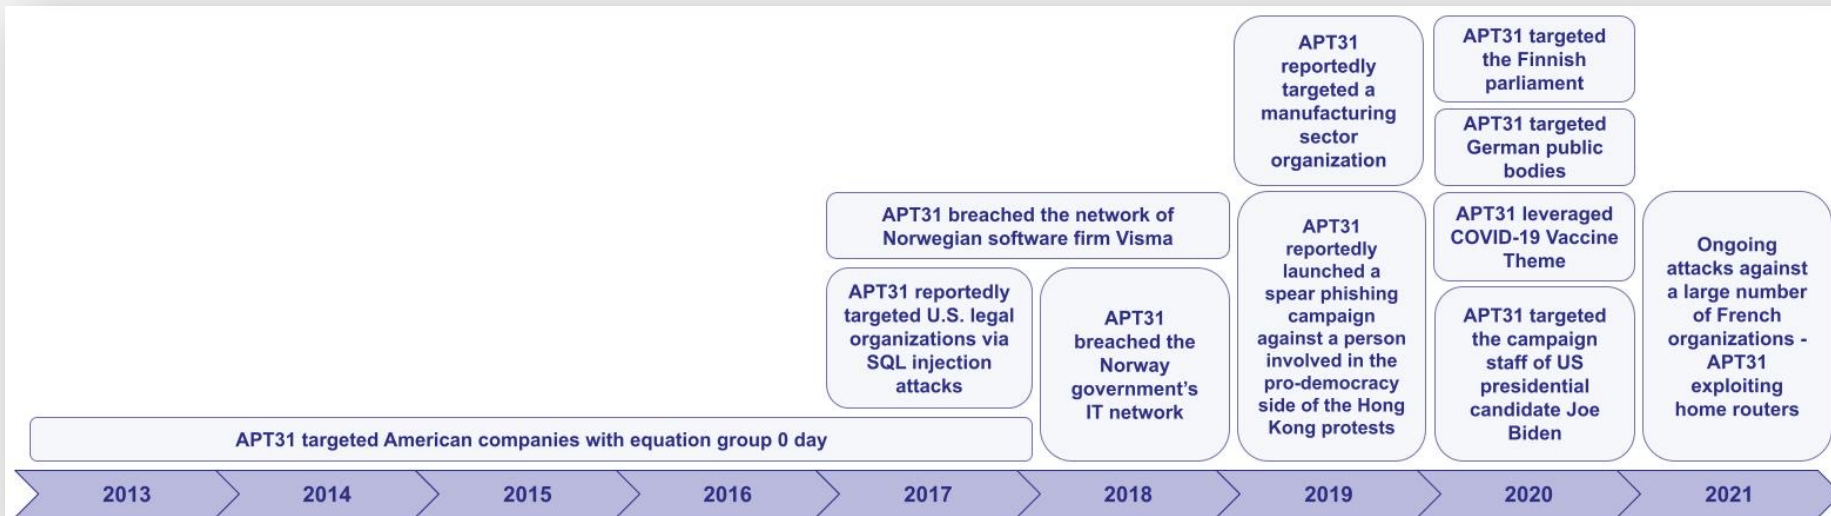 APT31
reportedly
targeted a
manufacturing
sector
organization
APT31 targeted
the Finnish
parliament
APT31 targeted
German public
bodies
APT31 breached the network of
Norwegian software firm Visma
APT31
reportedly
launched a
spear phishing
campaign
against a person
involved in the
pro-democracy
side of the Hong
Kong protests
APT31 leveraged
COVID-19 Vaccine
Theme
Ongoing
attacks against
a large number
of French
organizations -
APT31
exploiting
home routers
APT31 reportedly
targeted U.S. legal
organizations via
SQL injection
attacks
APT31
breached the
Norway
government's
IT network
APT31 targeted
the campaign
staff of US
presidential
candidate Joe
Biden
APT31 targeted American companies with equation group 0 day
2013 2014 2015 2016 2017 2018 2019 2020 2021